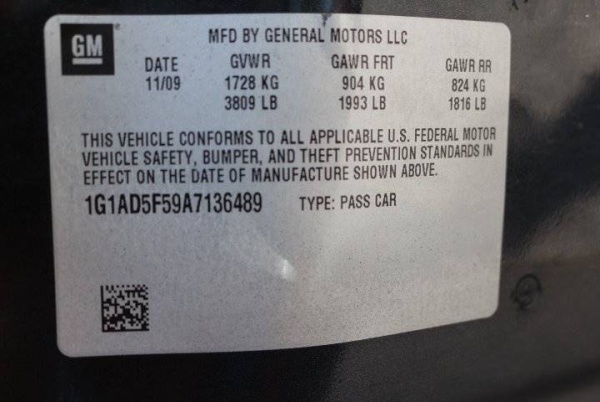 GM
MFD BY GENERAL MOTORS LLC
DATE GVWR GAWR FRT GAWR RR
11/09 1728 KG 904 KG 824 KG
3809 LB 1993 LB 1816 LB
THIS VEHICLE CONFORMS TO ALL APPLICABLE U.S. FEDERAL MOTOR
VEHICLE SAFETY, BUMPER, AND THEFT PREVENTION STANDARDS IN
EFFECT ON THE DATE OF MANUFACTURE SHOWN ABOVE.
1G1AD5F59A7136489 TYPE: PASS CAR